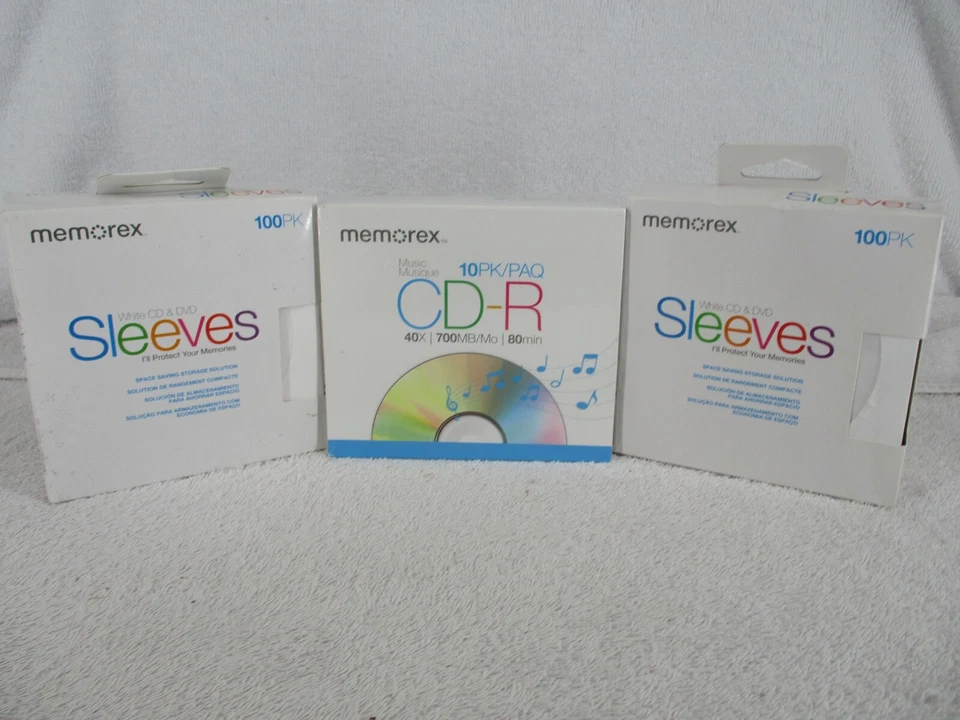 Sleeves
memorex
100PK
White CD & DVD
Sleeves
I'll Protect Your Memories
SPACE SAVING STORAGE SOLUTION
SOLUTION DE RANGEMENT COMPACTE
SOLUCIÓN DE ALMACENAMIENTO
PARA AHORRAR ESPACIO
SOLUÇÃO PARA ARMAZENAMENTO COM
ECONOMIA DE ESPAÇO
memorex
Music
Musique
10PK/PAQ
CD-R
40X | 700MB/Mo | 80min
Sleeves
memorex
100PK
White CD & DVD
Sleeves
I'll Protect Your Memories
SPACE SAVING STORAGE SOLUTION
SOLUTION DE RANGEMENT COMPACTE
SOLUCIÓN DE ALMACENAMIENTO
PARA AHORRAR ESPACIO
SOLUÇÃO PARA ARMAZENAMENTO COM
ECONOMIA DE ESPAÇO